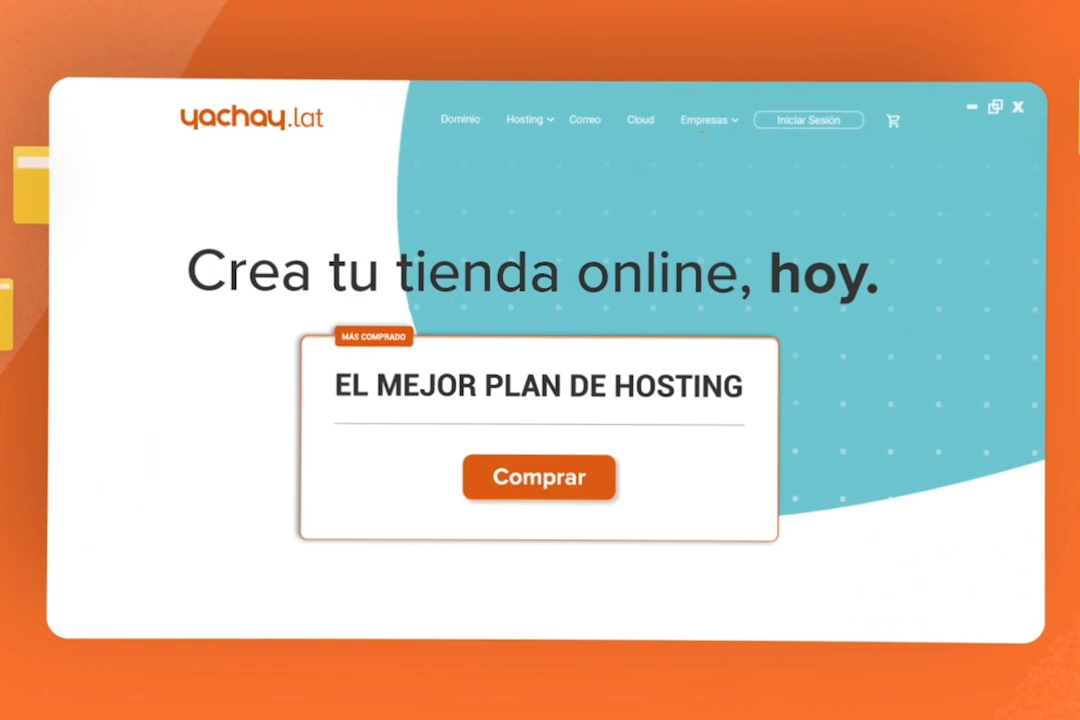 yachay.lat
Dominio Hosting Correo Cloud Empresas Iniciar Sesión
Crea tu tienda online, hoy.
MÁS COMPRADO
EL MEJOR PLAN DE HOSTING
Comprar